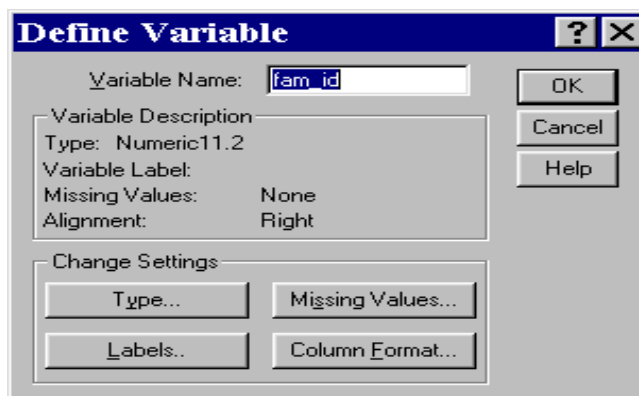 Define Variable ? X
Variable Name: fam_id
OK
Variable Description
Type: Numeric11.2
Cancel
Variable Label:
Help
Missing Values: None
Alignment: Right
Change Settings
Type... Missing Values...
Labels.. Column Format...